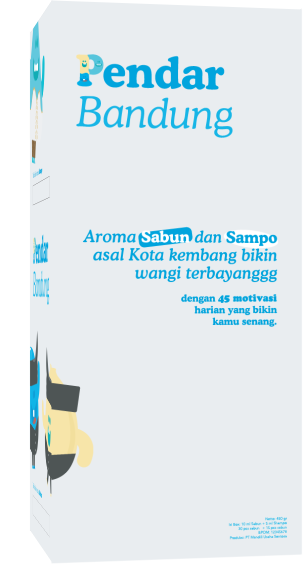 Pendar
Bandung
Aroma Sabun dan Sampo
asal Kota kembang bikin
wangi terbayanggg
dengan 45 motivasi
harian yang bikin
kamu senang.
Pendar
Bandung